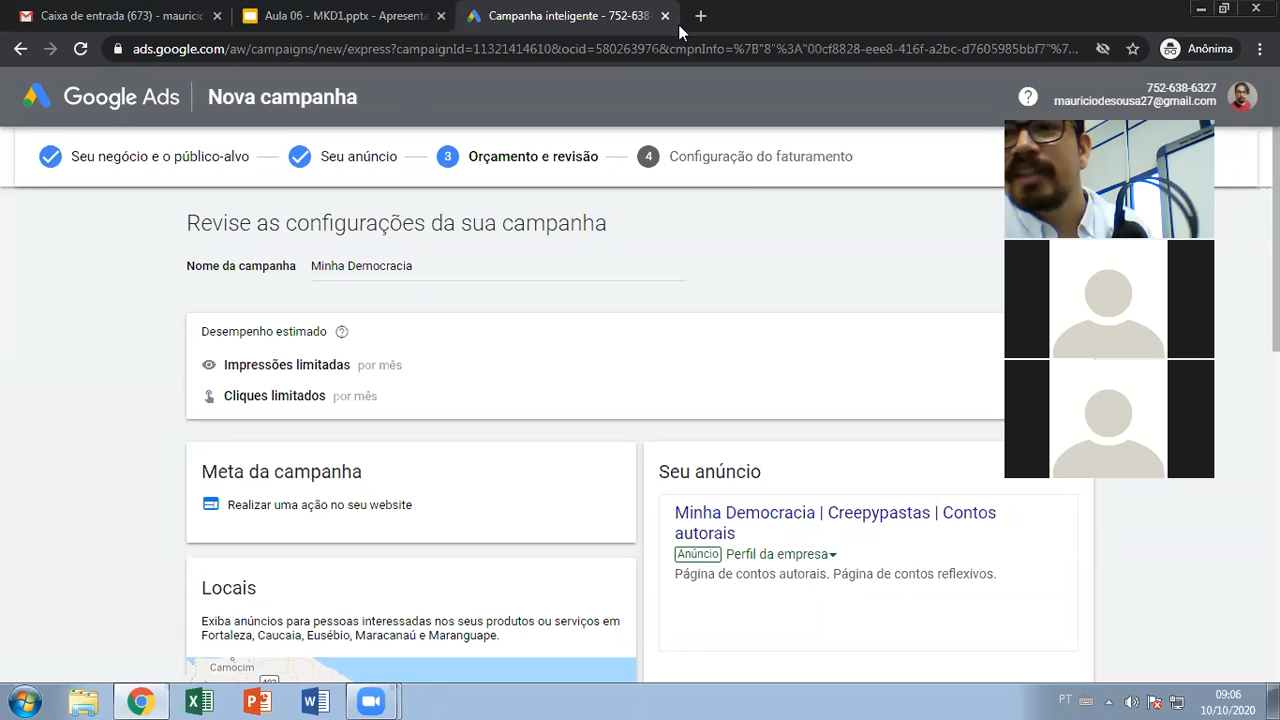 Caixa de entrada (673) - maurici
Aula 06 - MKD1.pptx - Apresenta
Campanha inteligente - 752-638-
ads.google.com/aw/campaigns/new/express?campaignId=11321414610&ocid=580263976&cmpnInfo=%7B"8"%3A"00cf8828-eee8-416f-a2bc-d7605985bbf7"%7...
Anônima
Google Ads
Nova campanha
752-638-6327
mauriciodesousa27@gmail.com
Seu negócio e o público-alvo
Seu anúncio
3 Orçamento e revisão
4 Configuração do faturamento
Revise as configurações da sua campanha
Nome da campanha Minha Democracia
Desempenho estimado
Impressões limitadas por mês
Cliques limitados por mês
Meta da campanha
Realizar uma ação no seu website
Locais
Exiba anúncios para pessoas interessadas nos seus produtos ou serviços em
Fortaleza, Caucaia, Eusébio, Maracanaú e Maranguape.
Camocim
402
Seu anúncio
Minha Democracia | Creepypastas | Contos
autorais
Anúncio Perfil da empresa
Página de contos autorais. Página de contos reflexivos.
PT
09:06
10/10/2020